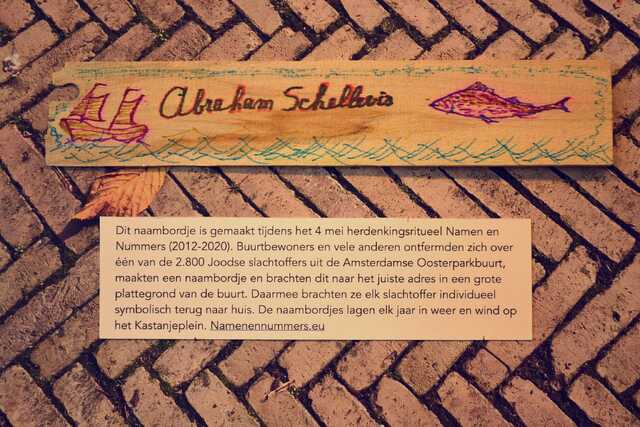 Abraham Schellevis
Dit naambordje is gemaakt tijdens het 4 mei herdenkingsritueel Namen en
Nummers (2012-2020). Buurtbewoners en vele anderen ontfermden zich over
één van de 2.800 Joodse slachtoffers uit de Amsterdamse Oosterparkbuurt,
maakten een naambordje en brachten dit naar het juiste adres in een grote
plattegrond van de buurt. Daarmee brachten ze elk slachtoffer individueel
symbolisch terug naar huis. De naambordjes lagen elk jaar in weer en wind op
het Kastanjeplein. Namenennummers.eu